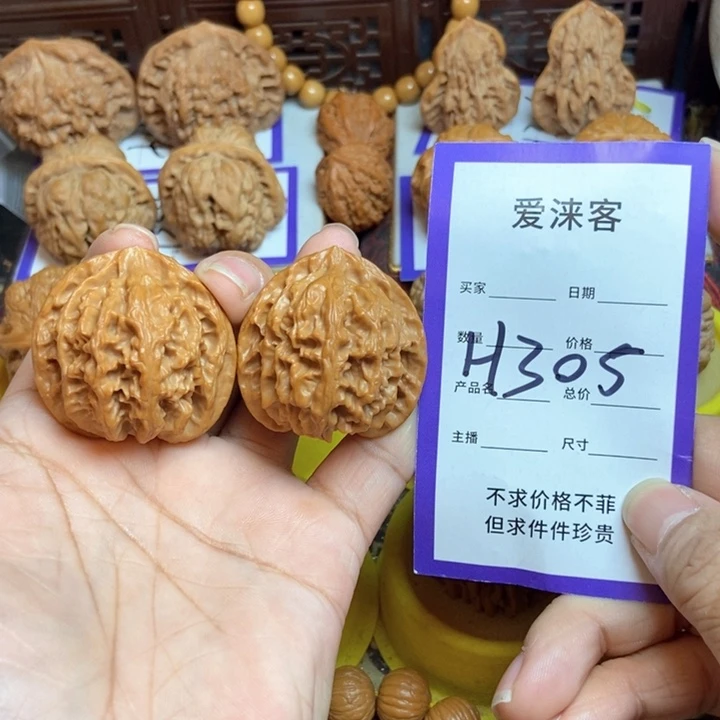 爱涞客
买家 日期
数量 价格
H305
产品名 总价
主播 尺寸
不求价格不菲
但求件件珍贵